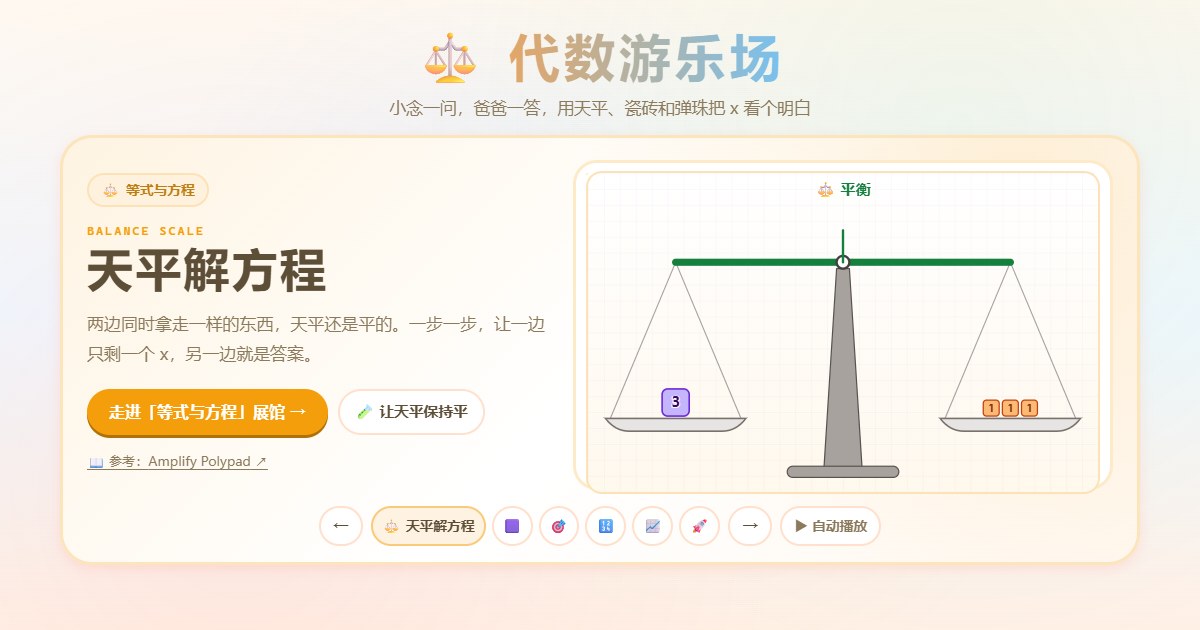 代数游乐场
小念一问，爸爸一答，用天平、瓷砖和弹珠把 x 看个明白
等式与方程
BALANCE SCALE
天平解方程
两边同时拿走一样的东西，天平还是平的。一步一步，让一边
只剩一个 x，另一边就是答案。
走进「等式与方程」展馆 →
让天平保持平
参考：Amplify Polypad ↗
平衡
3
1 1 1
← 天平解方程 → ▶ 自动播放